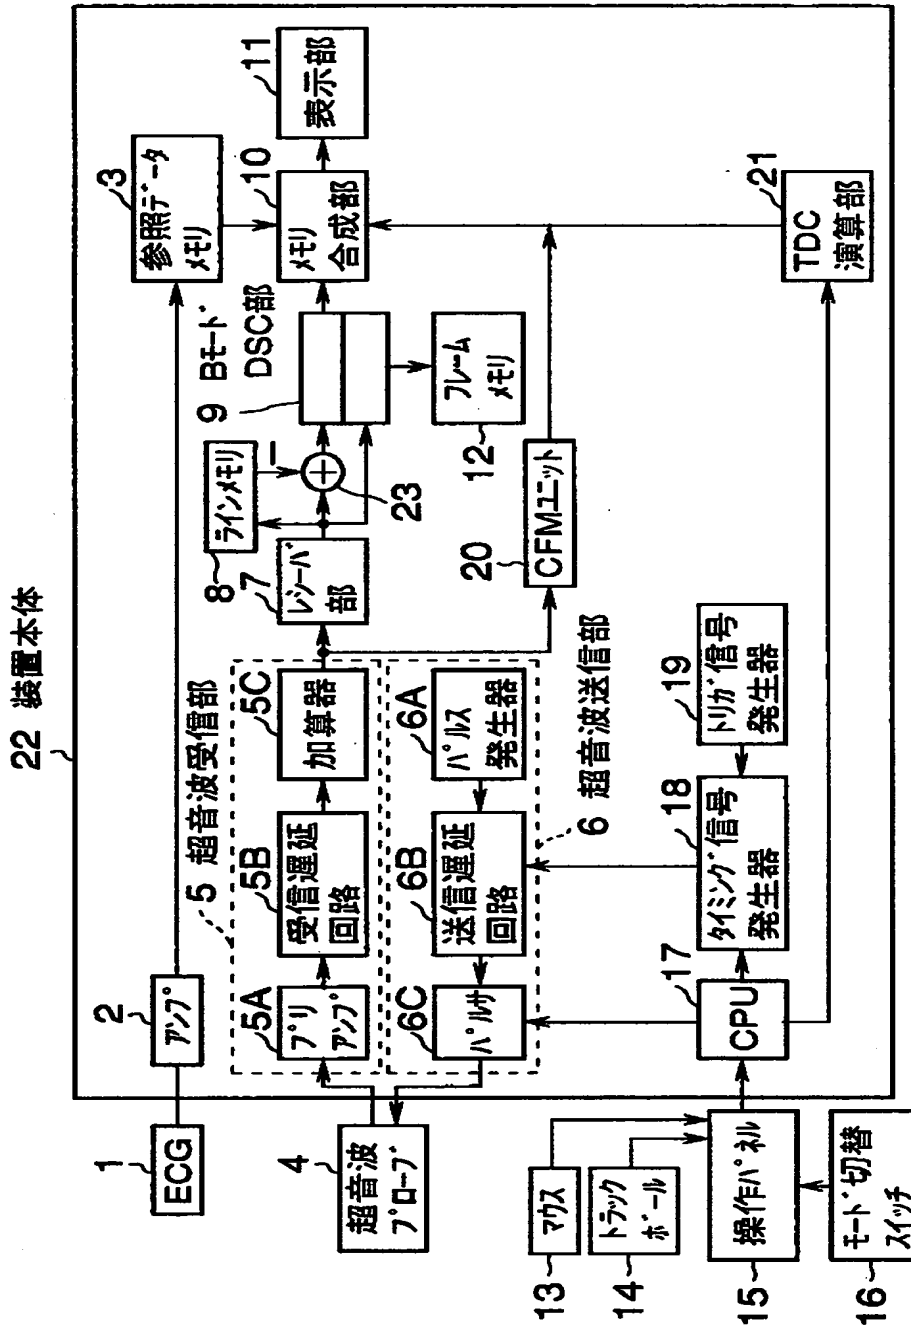 22 装置本体
1
ECG
2
アンプ
3
参照データ
メモリ
4
超音波
プローブ
5 超音波受信部
5A
プリ
アンプ
5B
受信遅延
回路
5C
加算器
6 超音波送信部
6A
パルス
発生器
6B
送信遅延
回路
6C
パルサ
7
レシーバ
部
8
ラインメモリ
−
+
23
9
Bモード
DSC部
10
メモリ
合成部
11
表示部
12
フレーム
メモリ
20
CFMユニット
21
TDC
演算部
13
マウス
14
トラック
ボール
15
操作パネル
16
モード切替
スイッチ
17
CPU
18
タイミング信号
発生器
19
トリガ信号
発生器